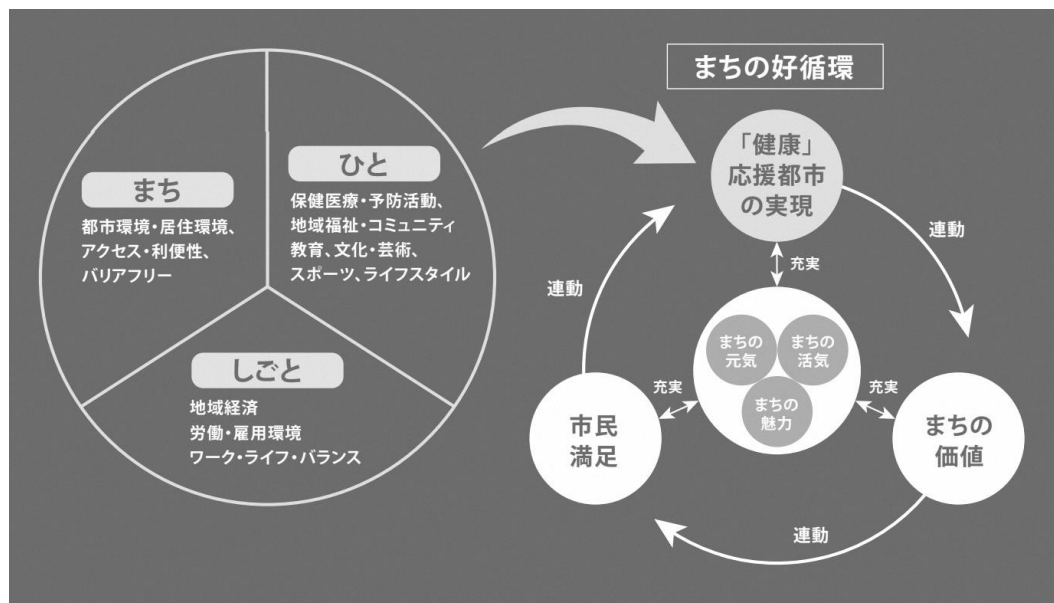 まち
都市環境・居住環境、
アクセス・利便性、
バリアフリー
ひと
保健医療・予防活動、
地域福祉・コミュニティ
教育、文化・芸術、
スポーツ、ライフスタイル
しごと
地域経済
労働・雇用環境
ワーク・ライフ・バランス
まちの好循環
「健康」
応援都市
の実現
連動
充実
連動
まちの
元気
まちの
活気
まちの
魅力
充実
充実
市民
満足
まちの
価値
連動